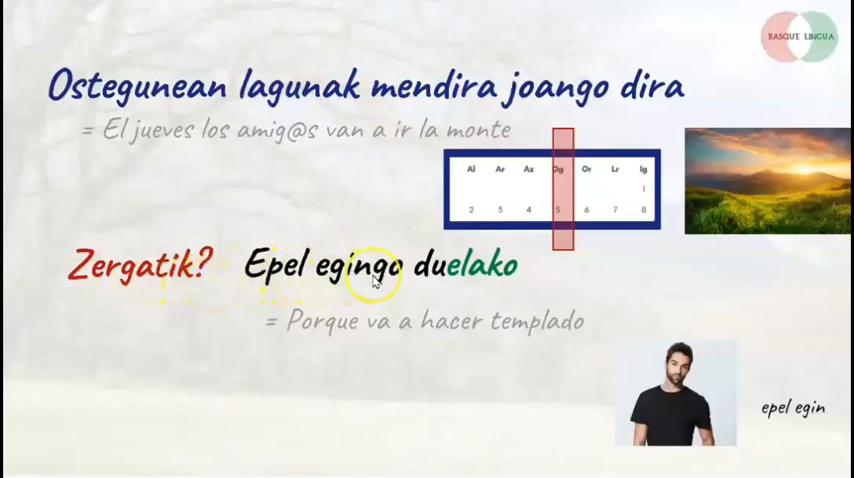 BASQUE LINGUA
Ostegunean lagunak mendira joango dira
= El jueves los amig@s van a ir la monte
Al Ar Az Og Or Lr Ig
1
2 3 4 5 6 7 8
Zergatik? Epel egingo duelako
= Porque va a hacer templado
epel egin